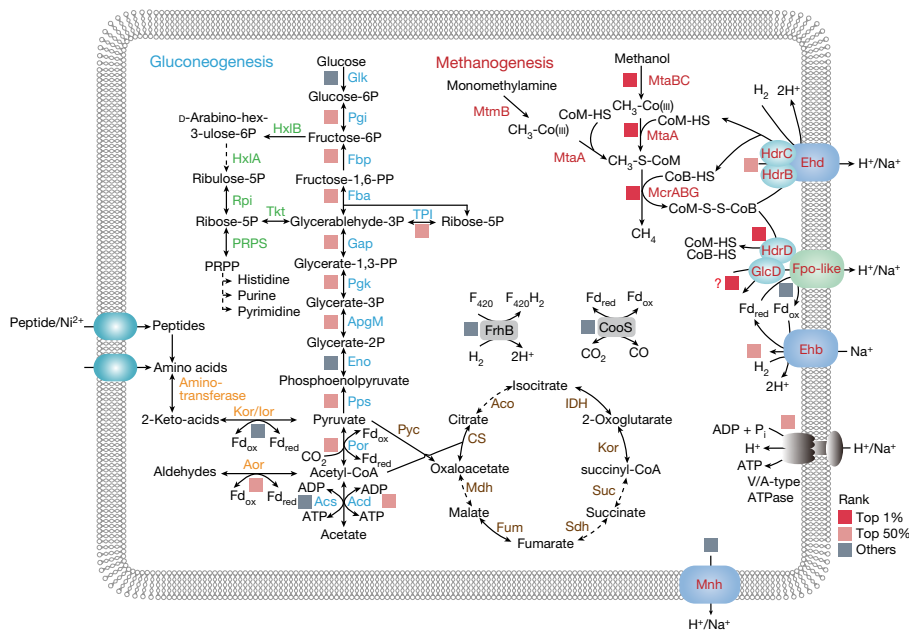 Gluconeogenesis
Glucose
Glk
Glucose-6P
Pgi
D-Arabino-hex-
3-ulose-6P
HxlB
Fructose-6P
HxlA
Fbp
Ribulose-5P
Fructose-1,6-PP
Rpi
Fba
Tkt
TPI
Ribose-5P
Glycerablehyde-3P
Ribose-5P
PRPS
Gap
PRPP
Glycerate-1,3-PP
Histidine
Purine
Pyrimidine
Pgk
Glycerate-3P
ApgM
Glycerate-2P
Eno
Phosphoenolpyruvate
Pps
Pyruvate
Peptide/Ni2+
Peptides
Amino acids
Amino-
transferase
2-Keto-acids
Kor/Ior
Fdox
Fdred
Aldehydes
Aor
Fdox
Fdred
CO2
Por
Fdox
Fdred
Acetyl-CoA
ADP
Acs
ATP
Acd
ADP
ATP
Acetate
Methanogenesis
Monomethylamine
MtmB
CH3-Co(III)
MtaA
CoM-HS
Methanol
MtaBC
CH3-Co(III)
CoM-HS
MtaA
CH3-S-CoM
CoB-HS
McrABG
CoM-S-S-CoB
CH4
H2
2H+
HdrC
HdrB
Ehd
H+/Na+
CoM-HS
CoB-HS
HdrD
GlcD
?
Fpo-like
H+/Na+
Fdred
Fdox
Ehb
Na+
H2
2H+
F420
F420H2
FrhB
H2
2H+
Fdred
Fdox
CooS
CO2
CO
Pyc
Isocitrate
Aco
IDH
Citrate
2-Oxoglutarate
CS
Kor
Oxaloacetate
succinyl-CoA
Mdh
Suc
Malate
Succinate
Fum
Sdh
Fumarate
ADP + Pi
H+
ATP
H+/Na+
V/A-type
ATPase
Rank
Top 1%
Top 50%
Others
Mnh
H+/Na+